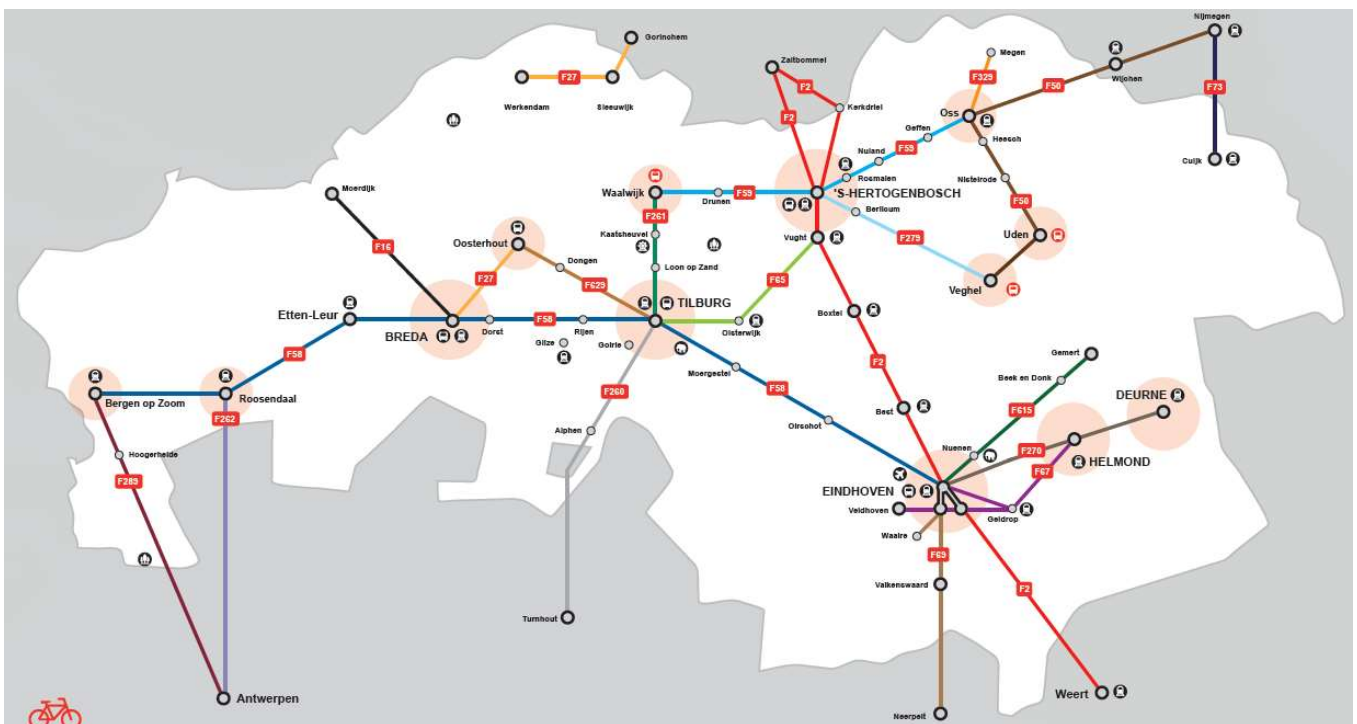 Nijmegen
Gorinchem
Megen
Zaltbommel
F2
F329
Wijchen
F27
F50
F73
Werkendam
Sleeuwijk
Kerkdriel
Oss
F2
Geffen
Heesch
Nuland
F59
Cuijk
Rosmalen
Nistelrode
Moerdijk
Waalwijk
F59
'S-HERTOGENBOSCH
Drunen
F50
F261
Berlicum
Kaatsheuvel
Uden
F279
Vught
Oosterhout
F16
Dongen
Loon op Zand
F27
F629
F65
Veghel
TILBURG
Etten-Leur
Boxtel
F58
Oisterwijk
BREDA
Dorst
Rijen
Gilze
Goirle
F58
Gemert
F2
Moergestel
Beek en Donk
F58
Bergen op Zoom
Roosendaal
F260
DEURNE
F262
Best
F615
Oirschot
Alphen
Nuenen
F270
Hoogerheide
HELMOND
F67
F289
EINDHOVEN
Veldhoven
Geldrop
Waalre
F69
Valkenswaard
F2
Turnhout
Antwerpen
Weert
Neerpelt